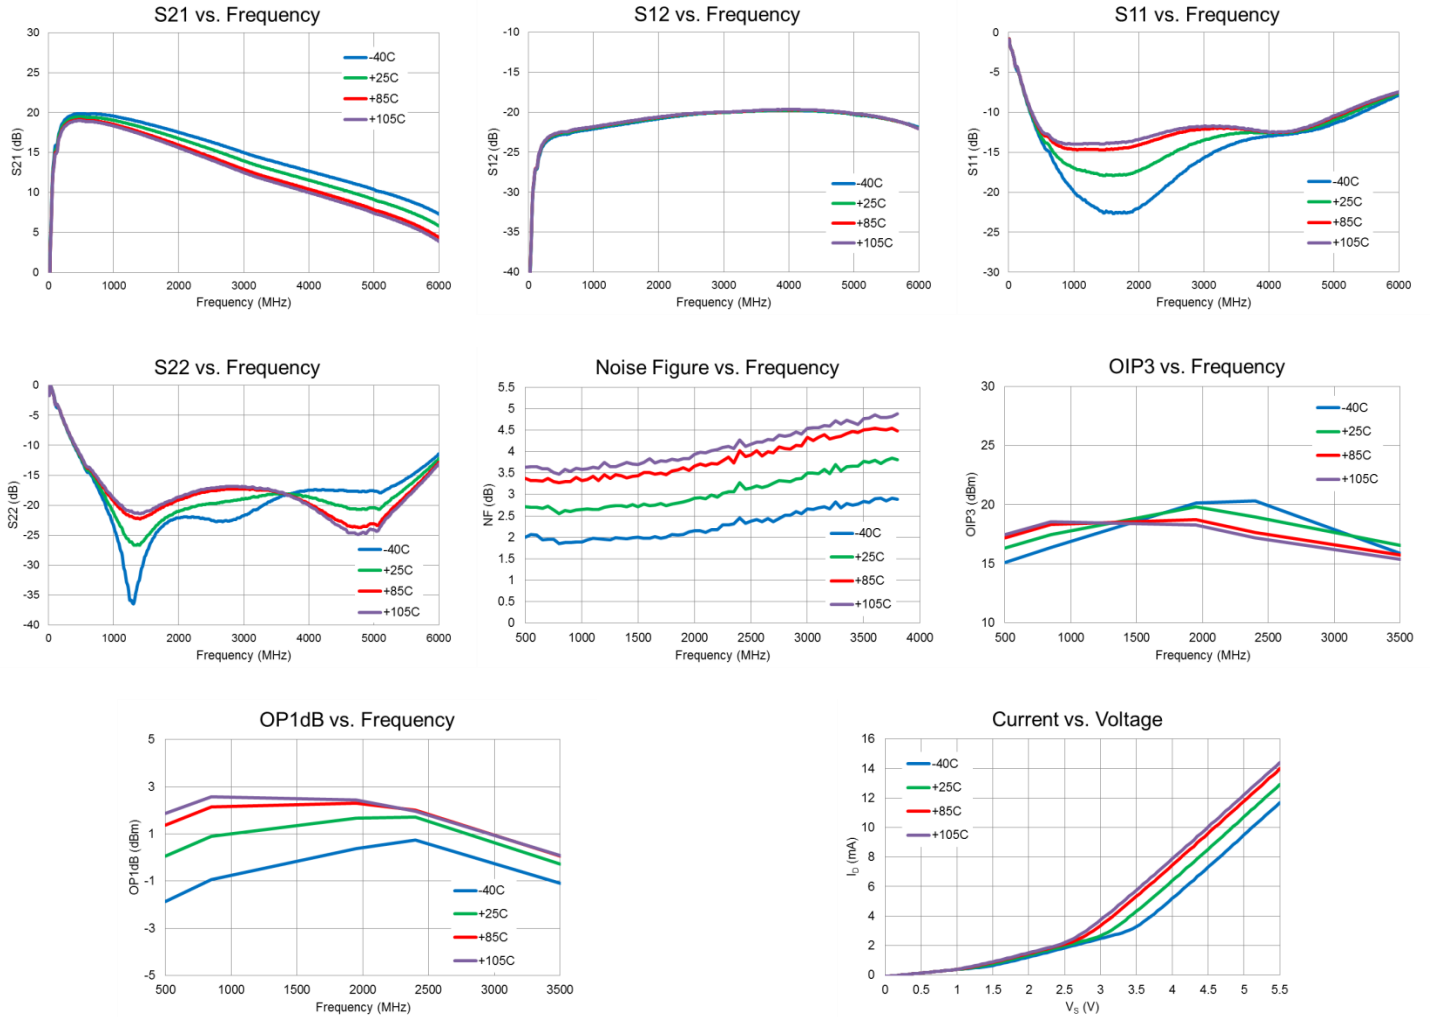 S21 vs. Frequency
S21 (dB)
30
25
20
15
10
5
0
-40C
+25C
+85C
+105C
0 1000 2000 3000 4000 5000 6000
Frequency (MHz)
S12 vs. Frequency
S12 (dB)
-10
-15
-20
-25
-30
-35
-40
-40C
+25C
+85C
+105C
0 1000 2000 3000 4000 5000 6000
Frequency (MHz)
S11 vs. Frequency
S11 (dB)
0
-5
-10
-15
-20
-25
-30
-40C
+25C
+85C
+105C
0 1000 2000 3000 4000 5000 6000
Frequency (MHz)
S22 vs. Frequency
S22 (dB)
0
-5
-10
-15
-20
-25
-30
-35
-40
-40C
+25C
+85C
+105C
0 1000 2000 3000 4000 5000 6000
Frequency (MHz)
Noise Figure vs. Frequency
NF (dB)
5.5
5
4.5
4
3.5
3
2.5
2
1.5
1
0.5
0
-40C
+25C
+85C
+105C
500 1000 1500 2000 2500 3000 3500 4000
Frequency (MHz)
OIP3 vs. Frequency
OIP3 (dBm)
30
25
20
15
10
-40C
+25C
+85C
+105C
500 1000 1500 2000 2500 3000 3500
Frequency (MHz)
OP1dB vs. Frequency
OP1dB (dBm)
5
3
1
-1
-3
-5
-40C
+25C
+85C
+105C
500 1000 1500 2000 2500 3000 3500
Frequency (MHz)
Current vs. Voltage
I_D (mA)
16
14
12
10
8
6
4
2
0
-40C
+25C
+85C
+105C
0 0.5 1 1.5 2 2.5 3 3.5 4 4.5 5 5.5
V_S (V)